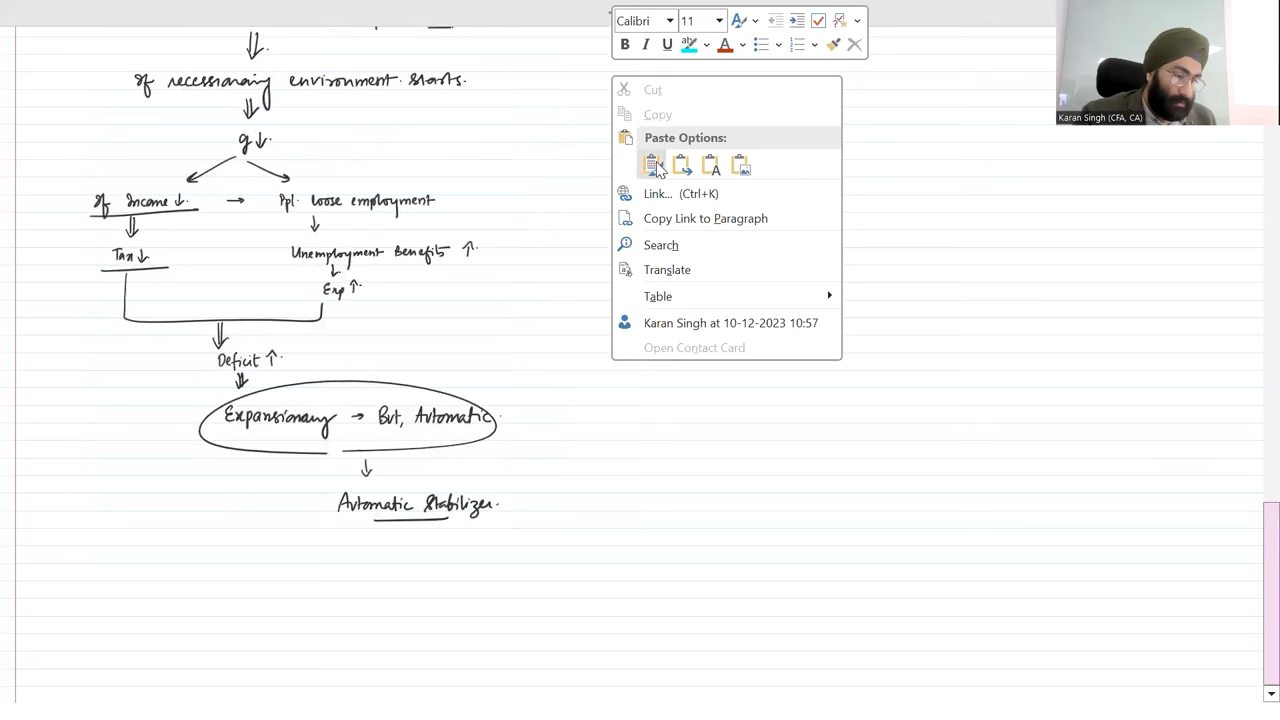 Calibri 11
B I U A
Cut
Copy
Paste Options:
Link... (Ctrl+K)
Copy Link to Paragraph
Search
Translate
Table
Karan Singh at 10-12-2023 10:57
Open Contact Card
Karan Singh (CFA, CA)
If recessionary environment starts.
g↓
If Income ↓. → Ppl. loose employment
Tax ↓ Unemployment Benefits ↑.
Exp ↑.
Deficit ↑.
Expansionary → But, Automatic.
Automatic Stabilizer.